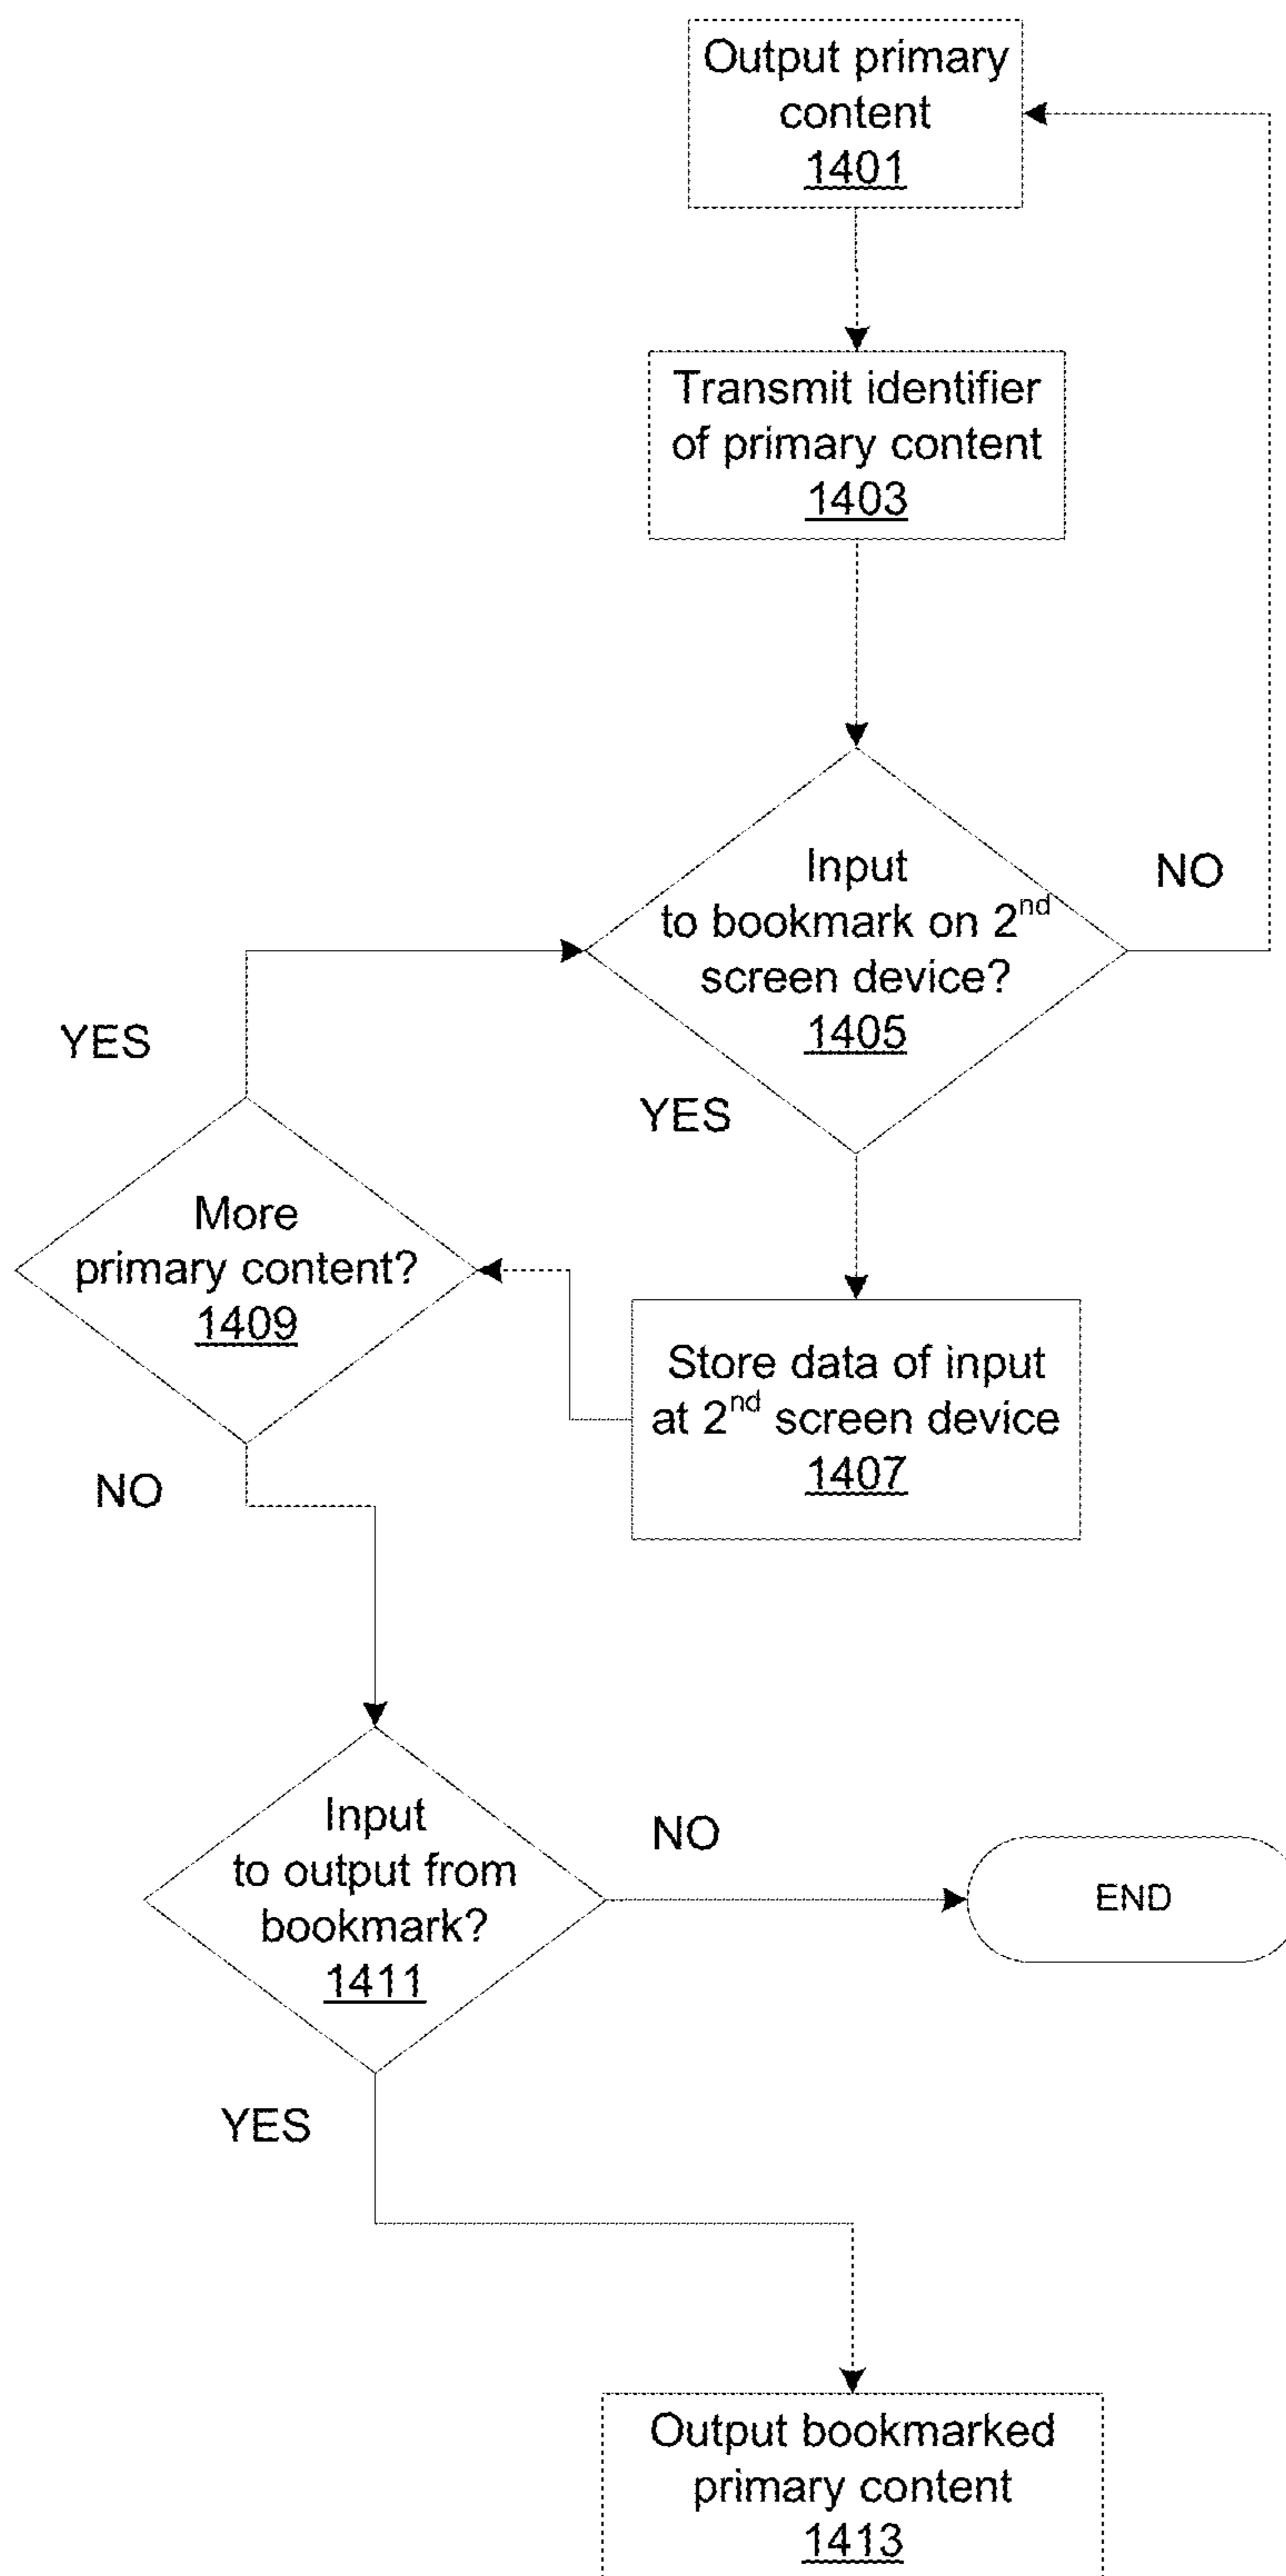 Output primary
content
1401
Transmit identifier
of primary content
1403
Input
to bookmark on 2nd
screen device?
1405
NO
YES
YES
More
primary content?
1409
Store data of input
at 2nd screen device
1407
NO
Input
to output from
bookmark?
1411
NO
END
YES
Output bookmarked
primary content
1413